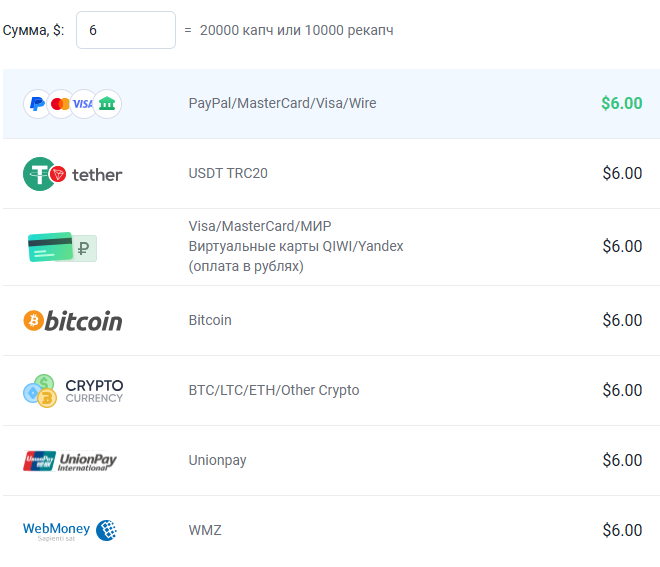 Сумма, $: 6 = 20000 капч или 10000 рекапч
VISA PayPal/MasterCard/Visa/Wire $6.00
tether USDT TRC20 $6.00
Visa/MasterCard/МИР
Виртуальные карты QIWI/Yandex $6.00
(оплата в рублях)
bitcoin Bitcoin $6.00
CRYPTO
CURRENCY BTC/LTC/ETH/Other Crypto $6.00
UnionPay UnionPay
International Unionpay $6.00
WebMoney WMZ $6.00
Sapienti sat